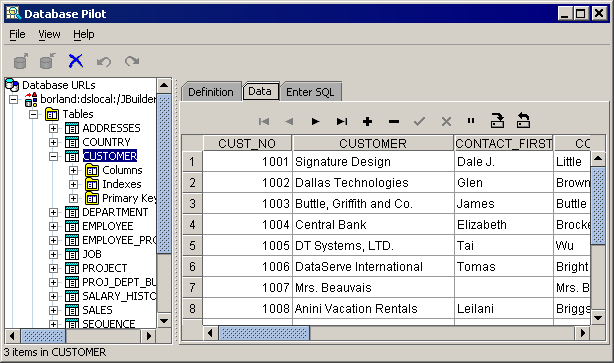 Database Pilot
File View Help
Database URLs
borland:dslocal:/JBuilder
Tables
ADDRESSES
COUNTRY
CUSTOMER
Columns
Indexes
Primary Key
DEPARTMENT
EMPLOYEE
EMPLOYEE_PRO
JOB
PROJECT
PROJ_DEPT_BU
SALARY_HISTO
SALES
SEQUENCE
Definition Data Enter SQL
CUST_NO CUSTOMER CONTACT_FIRST CO
1 1001 Signature Design Dale J. Little
2 1002 Dallas Technologies Glen Brown
3 1003 Buttle, Griffith and Co. James Buttle
4 1004 Central Bank Elizabeth Brocke
5 1005 DT Systems, LTD. Tai Wu
6 1006 DataServe International Tomas Bright
7 1007 Mrs. Beauvais Mrs. B
8 1008 Anini Vacation Rentals Leilani Briggs
3 items in CUSTOMER